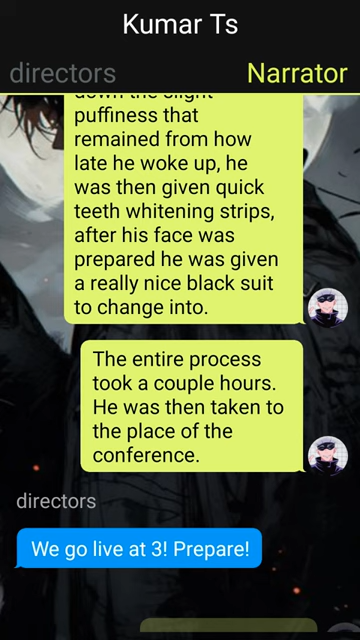 Kumar Ts
directors
Narrator
down the slight
puffiness that
remained from how
late he woke up, he
was then given quick
teeth whitening strips,
after his face was
prepared he was given
a really nice black suit
to change into.
The entire process
took a couple hours.
He was then taken to
the place of the
conference.
directors
We go live at 3! Prepare!